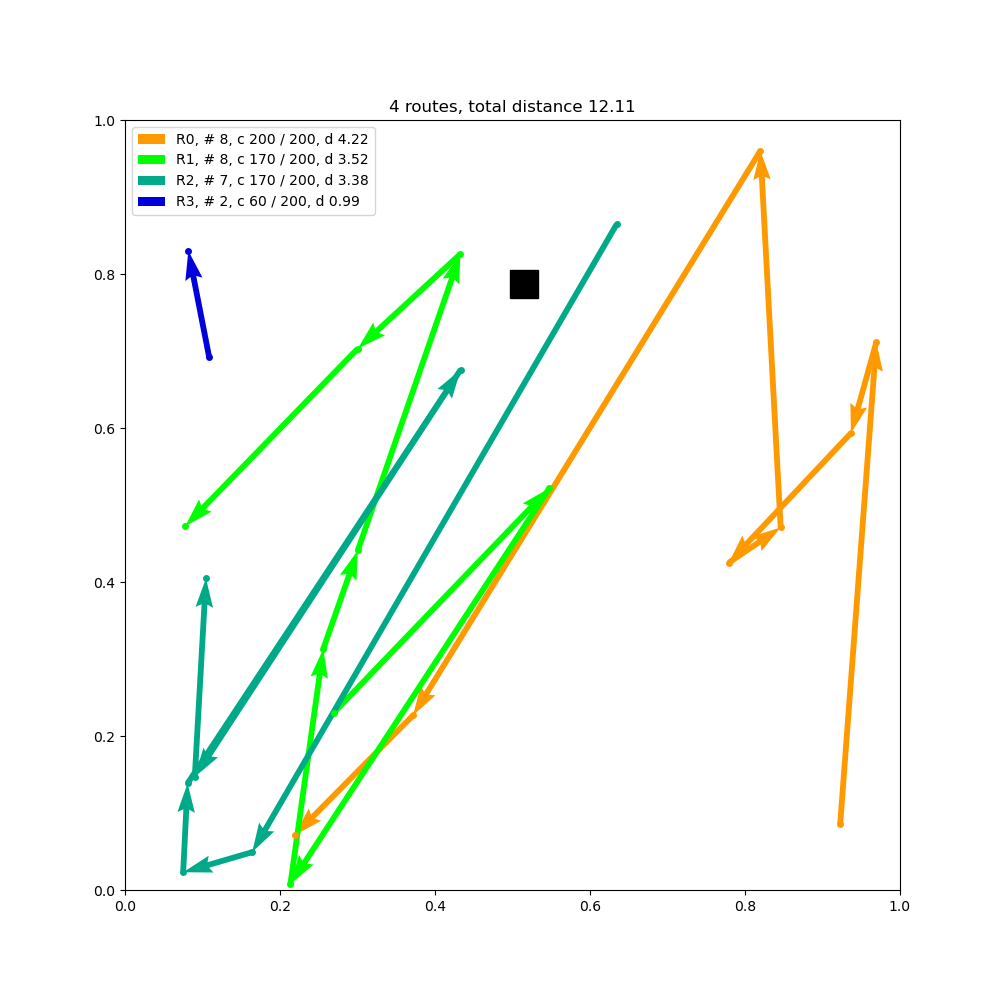 4 routes, total distance 12.11
R0, # 8, c 200 / 200, d 4.22
R1, # 8, c 170 / 200, d 3.52
R2, # 7, c 170 / 200, d 3.38
R3, # 2, c 60 / 200, d 0.99
1.0
0.8
0.6
0.4
0.2
0.0
0.0 0.2 0.4 0.6 0.8 1.0